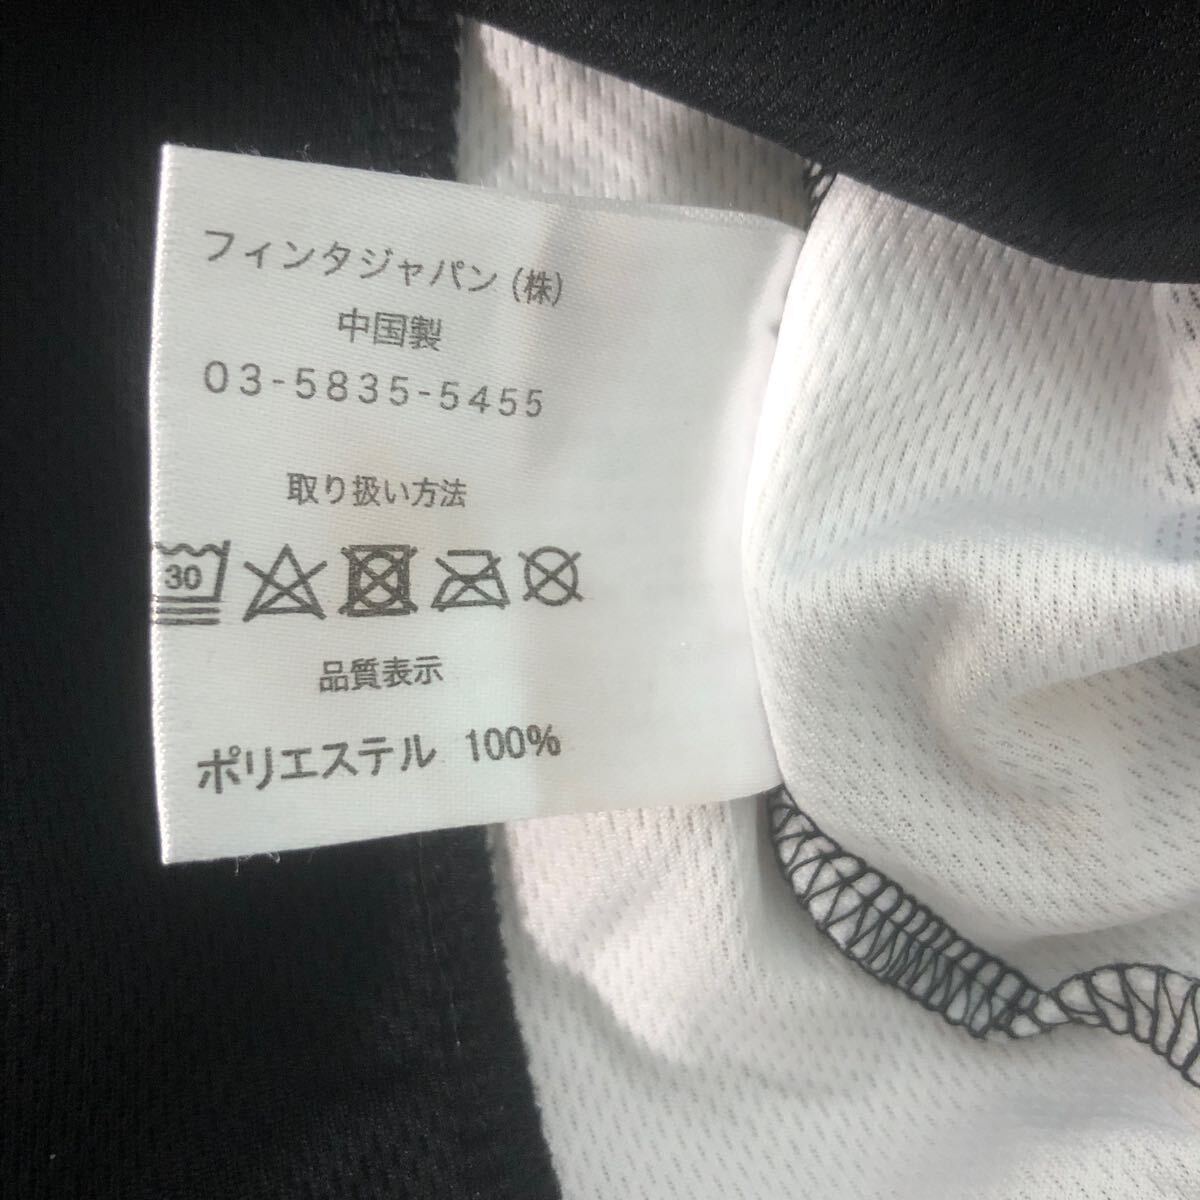 フィンタジャパン(株)
中国製
03-5835-5455
取り扱い方法
30
品質表示
ポリエステル 100%